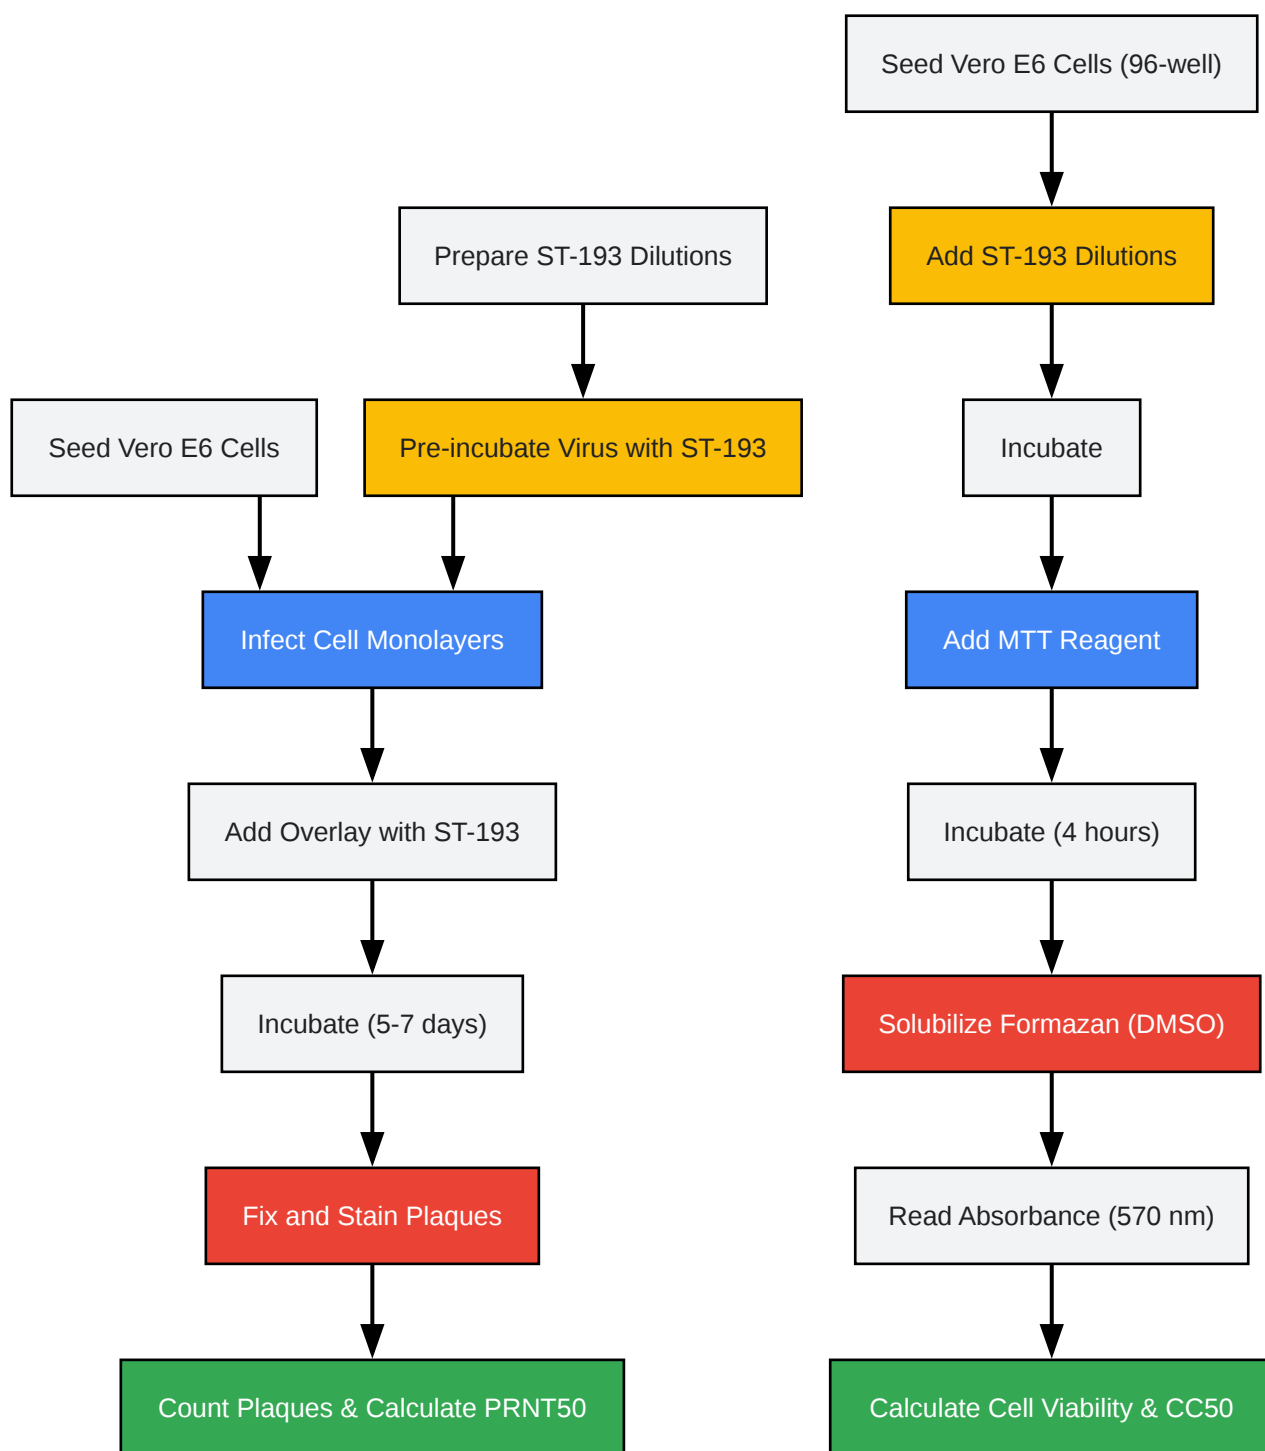 Prepare ST-193 Dilutions
Seed Vero E6 Cells
Pre-incubate Virus with ST-193
Infect Cell Monolayers
Add Overlay with ST-193
Incubate (5-7 days)
Fix and Stain Plaques
Count Plaques & Calculate PRNT50
Seed Vero E6 Cells (96-well)
Add ST-193 Dilutions
Incubate
Add MTT Reagent
Incubate (4 hours)
Solubilize Formazan (DMSO)
Read Absorbance (570 nm)
Calculate Cell Viability & CC50